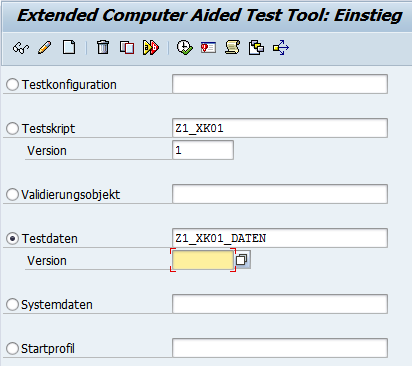 Extended Computer Aided Test Tool: Einstieg
Testkonfiguration
Testskript Z1_XK01
Version 1
Validierungsobjekt
Testdaten Z1_XK01_DATEN
Version
Systemdaten
Startprofil